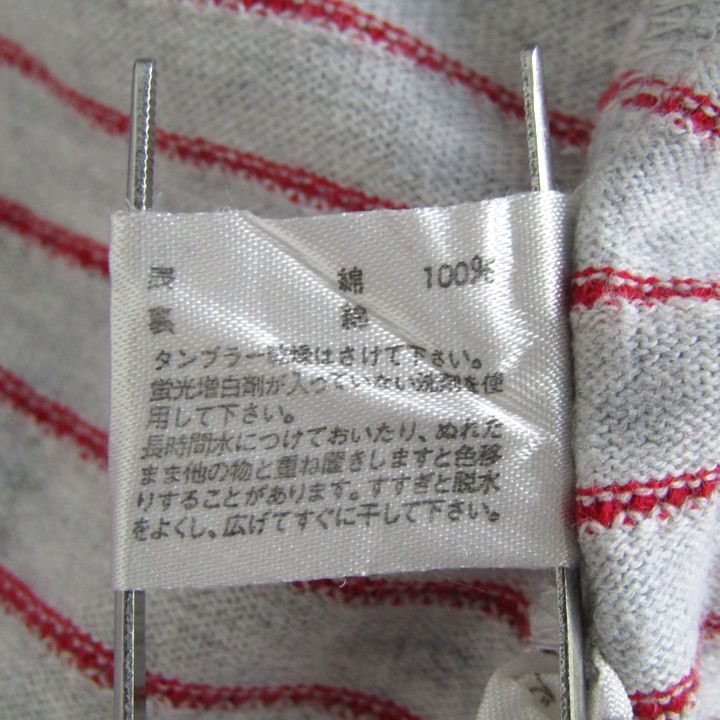 表 綿 100%
裏 綿
タンブラー乾燥はさけて下さい。
蛍光増白剤が入っていない洗剤を使
用して下さい。
長時間水につけておいたり、ぬれた
まま他の物と重ね置きしますと色移
りすることがあります。すすぎと脱水
をよくし、広げてすぐに干して下さい。